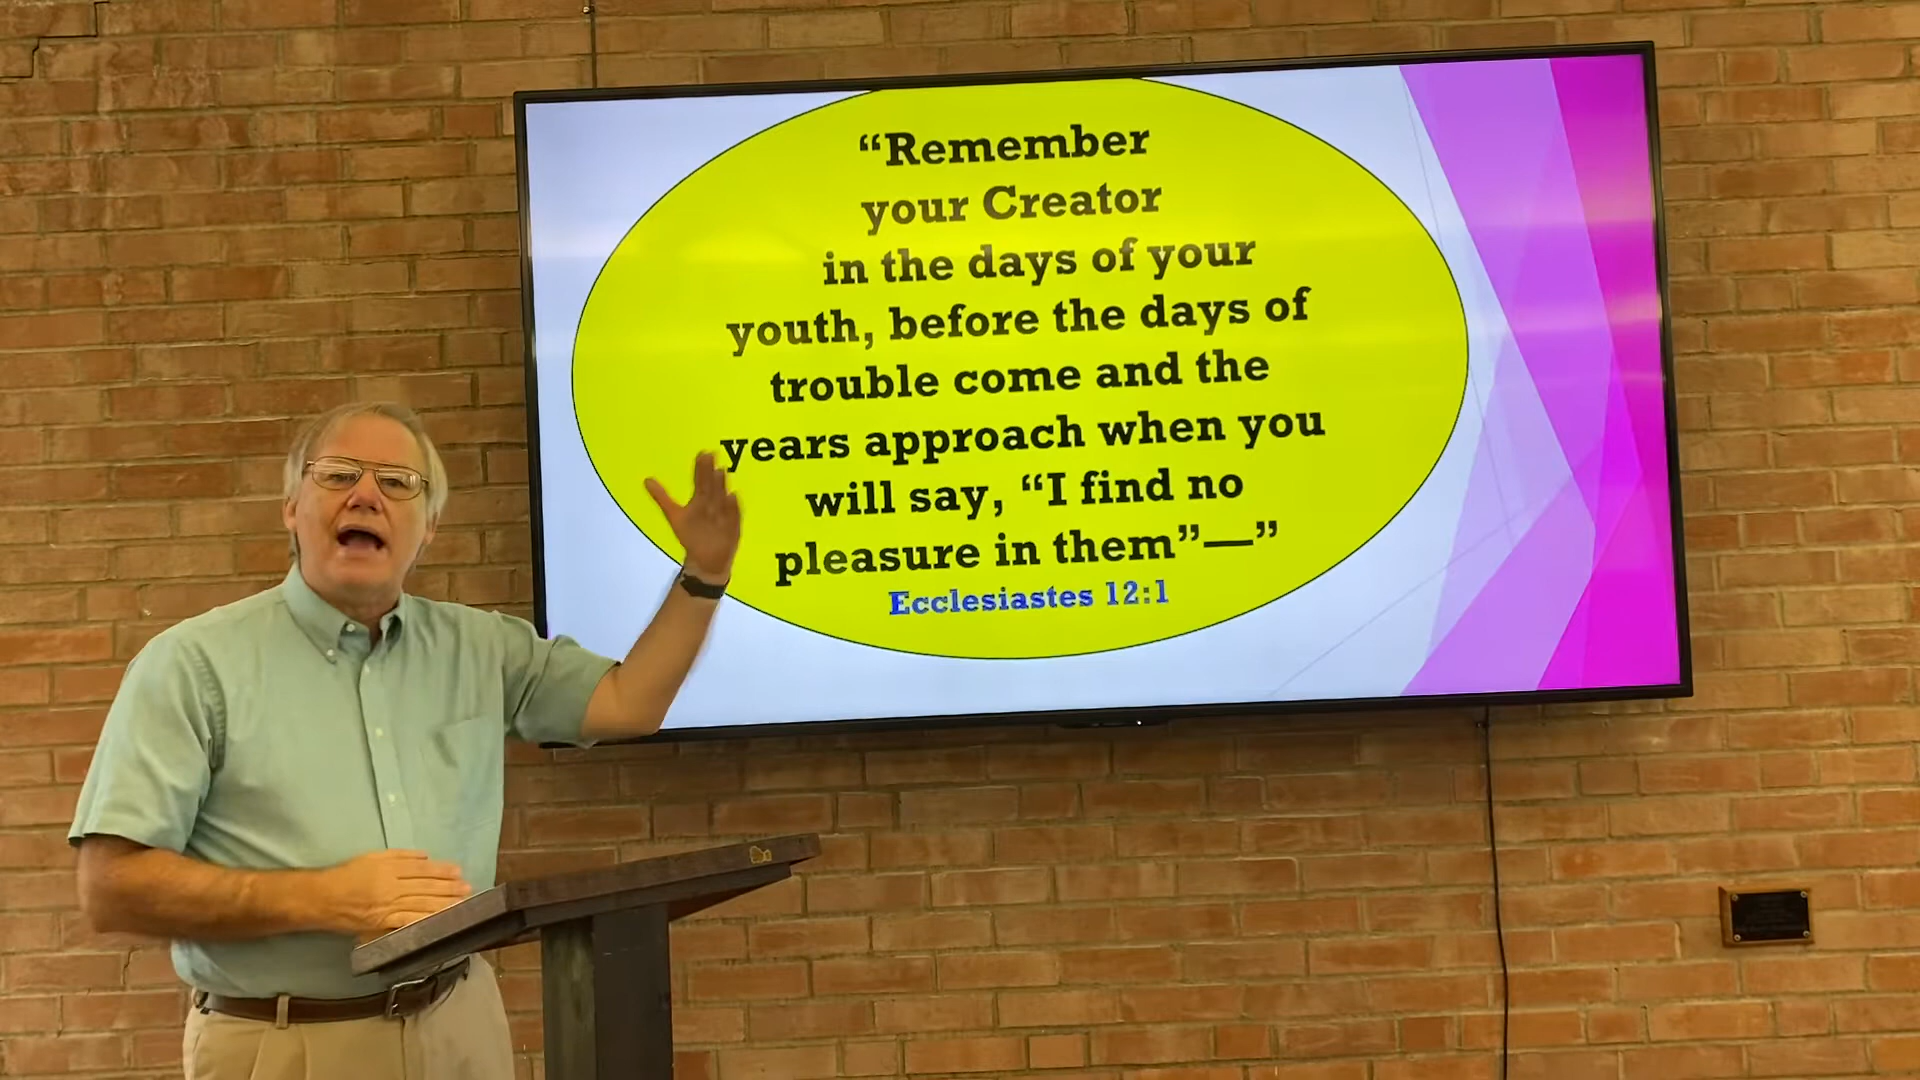 “Remember
your Creator
in the days of your
youth, before the days of
trouble come and the
years approach when you
will say, “I find no
pleasure in them”—”
Ecclesiastes 12:1